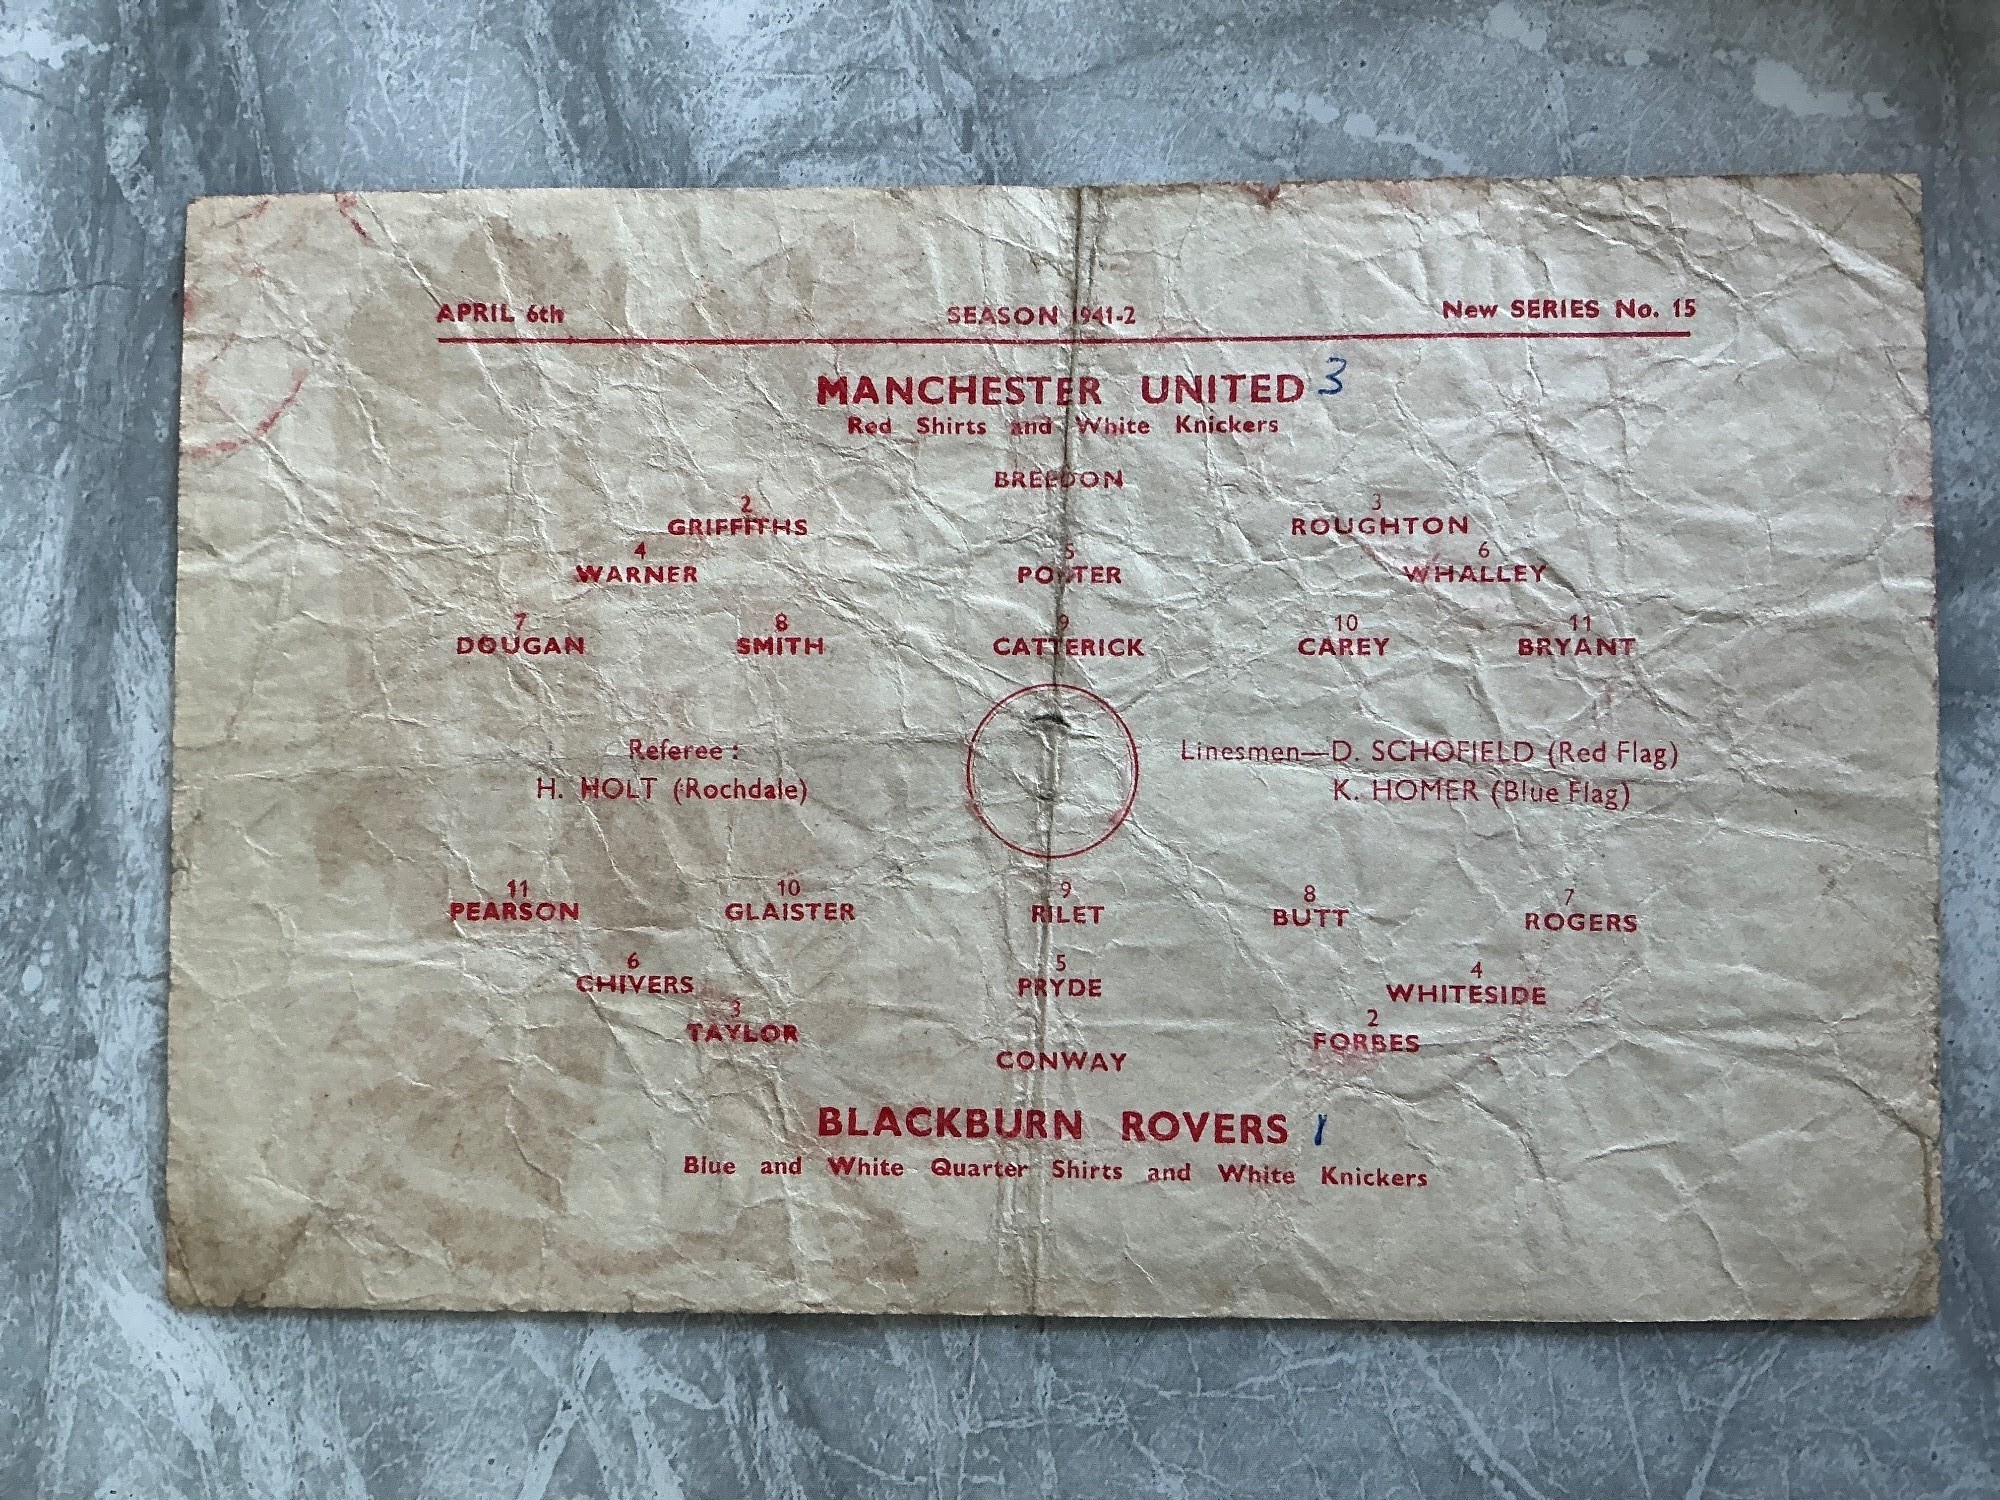 APRIL 6th SEASON 1941-2 New SERIES No. 15
MANCHESTER UNITED 3
Red Shirts and White Knickers
BREEDON
2 3
GRIFFITHS ROUGHTON
4 5 6
WARNER PORTER WHALLEY
7 8 9 10 11
DOUGAN SMITH CATTERICK CAREY BRYANT
Referee : Linesmen—D. SCHOFIELD (Red Flag)
H. HOLT (Rochdale) K. HOMER (Blue Flag)
11 10 9 8 7
PEARSON GLAISTER RILET BUTT ROGERS
6 5 4
CHIVERS PRYDE WHITESIDE
3 2
TAYLOR FORBES
CONWAY
BLACKBURN ROVERS 1
Blue and White Quarter Shirts and White Knickers